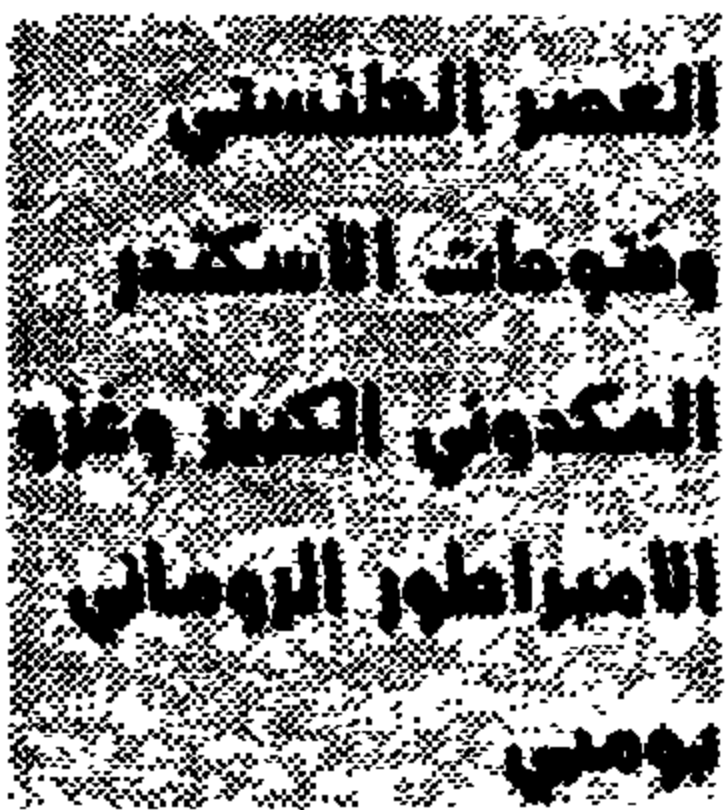 العصر الهلنستي
وفتوحات الاسكندر
المكدوني الكبير وغزو
الامبراطور الروماني
بومبي